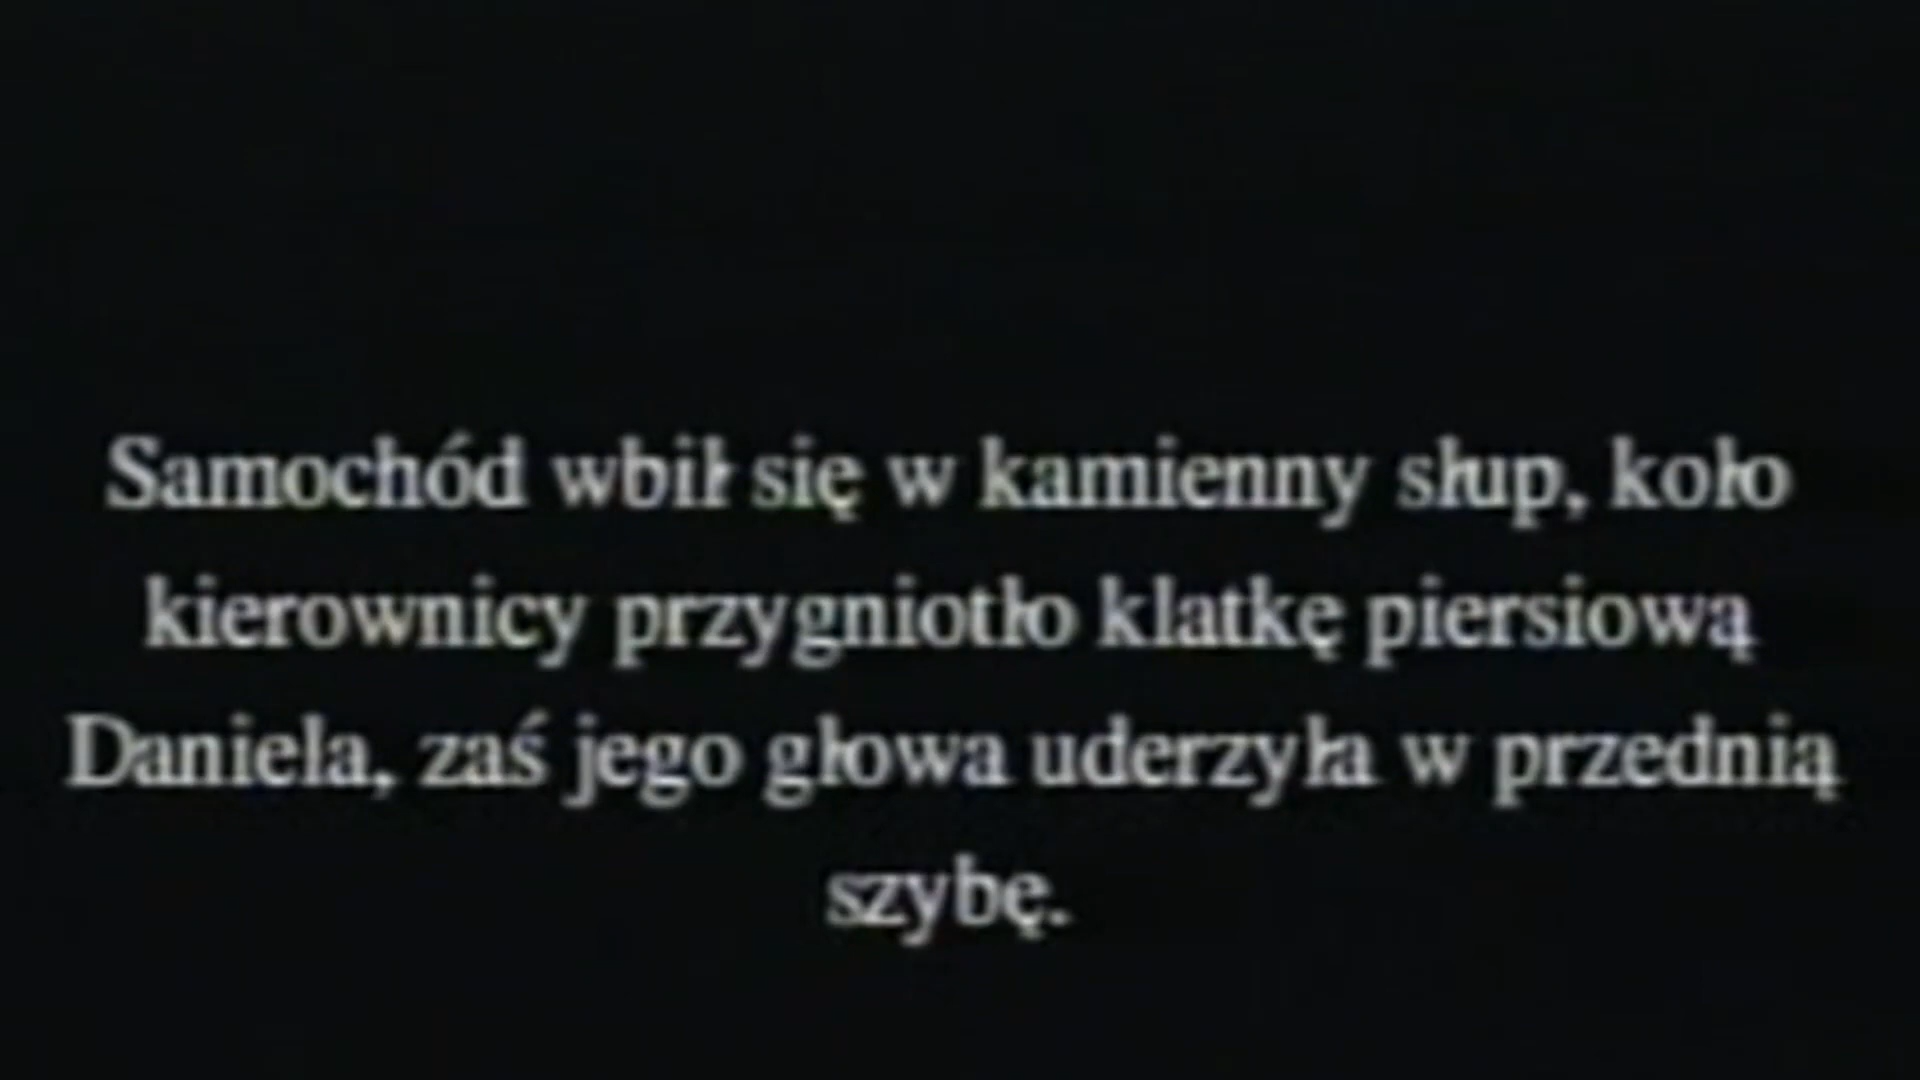 Samochód wbił się w kamienny słup, koło
kierownicy przygniotło klatkę piersiową
Daniela, zaś jego głowa uderzyła w przednią
szybę.